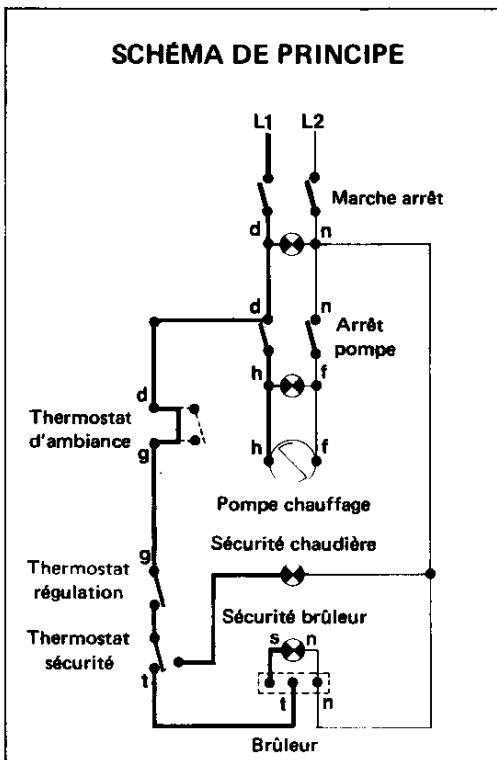 SCHÉMA DE PRINCIPE
L1 L2
Marche arrêt
d n
d n
Arrêt
pompe
h f
d
Thermostat
d'ambiance
g
h f
Pompe chauffage
Sécurité chaudière
g
Thermostat
régulation
Thermostat
sécurité
t
Sécurité brûleur
s n
t n
Brûleur